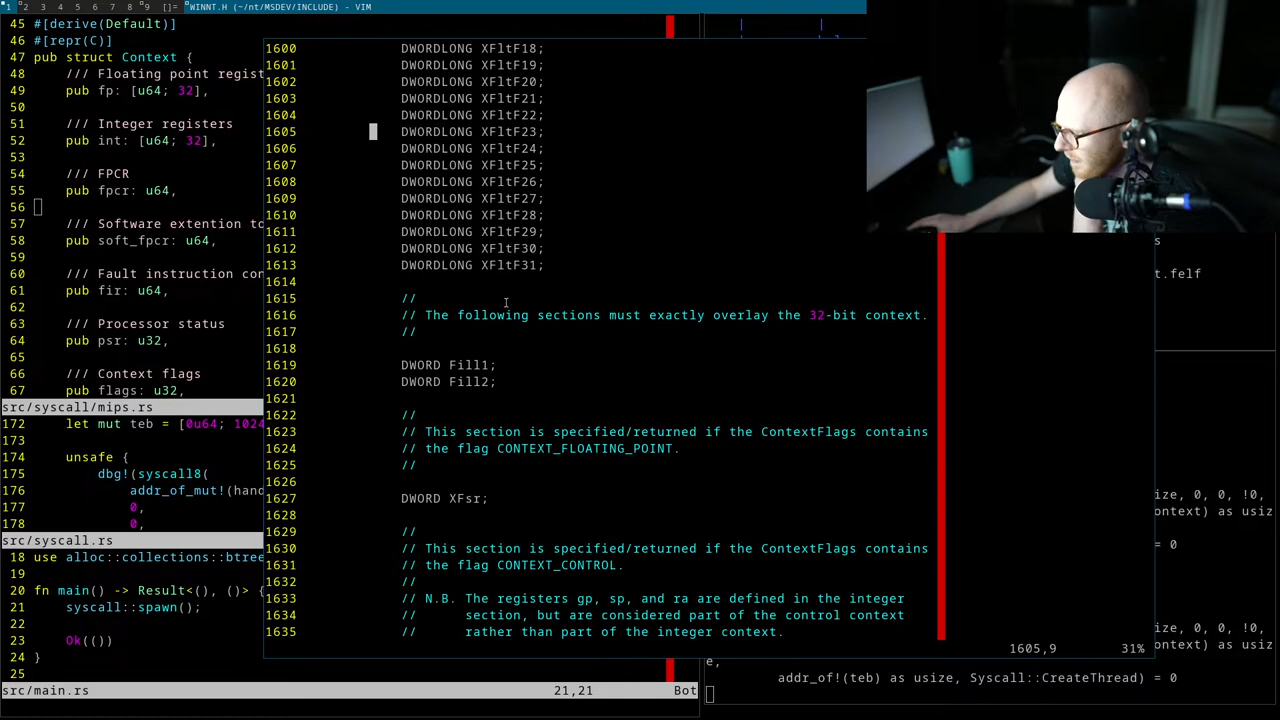 1 2 3 4 5 6 7 8 9 []= WINNT.H (~/nt/MSDEV/INCLUDE) - VIM
45 #[derive(Default)]
46 #[repr(C)]
47 pub struct Context {
48 /// Floating point regist
49 pub fp: [u64; 32],
50
51 /// Integer registers
52 pub int: [u64; 32],
53
54 /// FPCR
55 pub fpcr: u64,
56
57 /// Software extention to
58 pub soft_fpcr: u64,
59
60 /// Fault instruction con
61 pub fir: u64,
62
63 /// Processor status
64 pub psr: u32,
65
66 /// Context flags
67 pub flags: u32,
src/syscall/mips.rs
172 let mut teb = [0u64; 1024
173
174 unsafe {
175 dbg!(syscall8(
176 addr_of_mut!(hand
177 0,
178 0,
src/syscall.rs
18 use alloc::collections::btree
19
20 fn main() -> Result<(), ()> {
21 syscall::spawn();
22
23 Ok(())
24 }
25
src/main.rs 21,21 Bot
1600 DWORDLONG XFltF18;
1601 DWORDLONG XFltF19;
1602 DWORDLONG XFltF20;
1603 DWORDLONG XFltF21;
1604 DWORDLONG XFltF22;
1605 DWORDLONG XFltF23;
1606 DWORDLONG XFltF24;
1607 DWORDLONG XFltF25;
1608 DWORDLONG XFltF26;
1609 DWORDLONG XFltF27;
1610 DWORDLONG XFltF28;
1611 DWORDLONG XFltF29;
1612 DWORDLONG XFltF30;
1613 DWORDLONG XFltF31;
1614
1615 //
1616 // The following sections must exactly overlay the 32-bit context.
1617 //
1618
1619 DWORD Fill1;
1620 DWORD Fill2;
1621
1622 //
1623 // This section is specified/returned if the ContextFlags contains
1624 // the flag CONTEXT_FLOATING_POINT.
1625 //
1626
1627 DWORD XFsr;
1628
1629 //
1630 // This section is specified/returned if the ContextFlags contains
1631 // the flag CONTEXT_CONTROL.
1632 //
1633 // N.B. The registers gp, sp, and ra are defined in the integer
1634 // section, but are considered part of the control context
1635 // rather than part of the integer context.
1605,9 31%
s
t.felf
ize, 0, 0, !0,
ontext) as usiz
= 0
ize, 0, 0, !0,
ontext) as usiz
e,
addr_of!(teb) as usize, Syscall::CreateThread) = 0